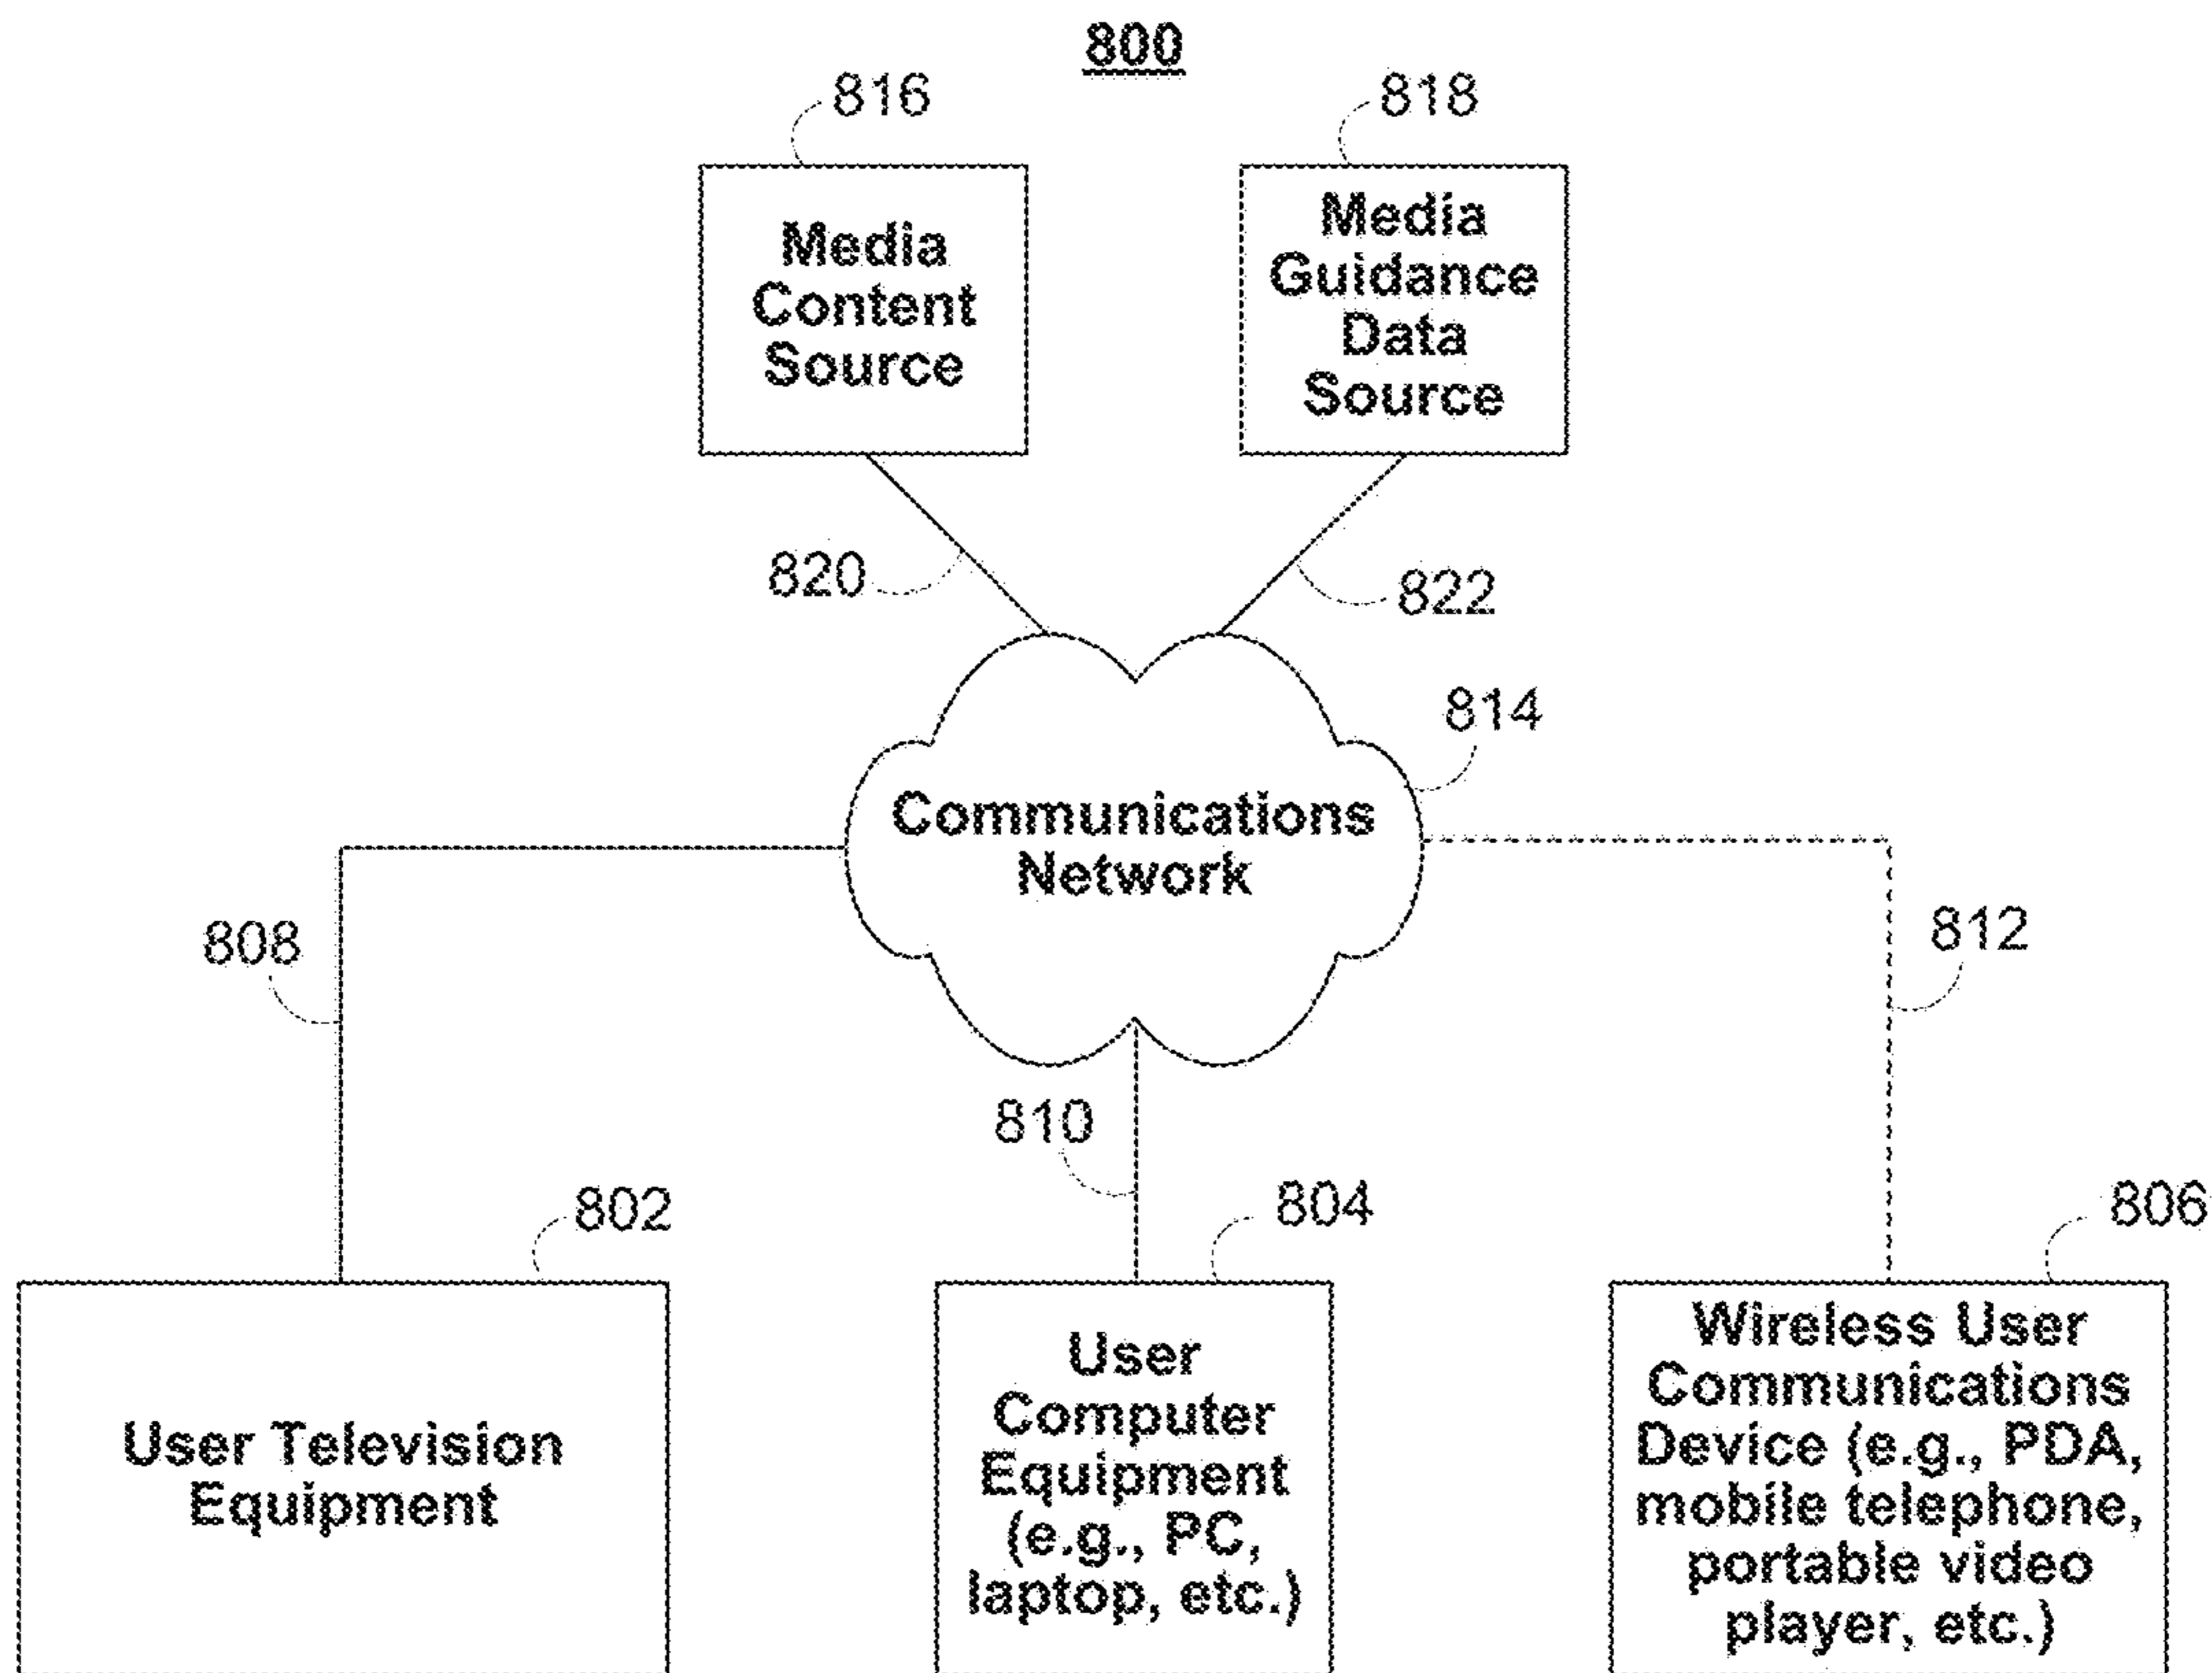 800
816
818
Media
Content
Source
Media
Guidance
Data
Source
820
822
814
Communications
Network
808
812
810
802
804
806
User Television
Equipment
User
Computer
Equipment
(e.g., PC,
laptop, etc.)
Wireless User
Communications
Device (e.g., PDA,
mobile telephone,
portable video
player, etc.)